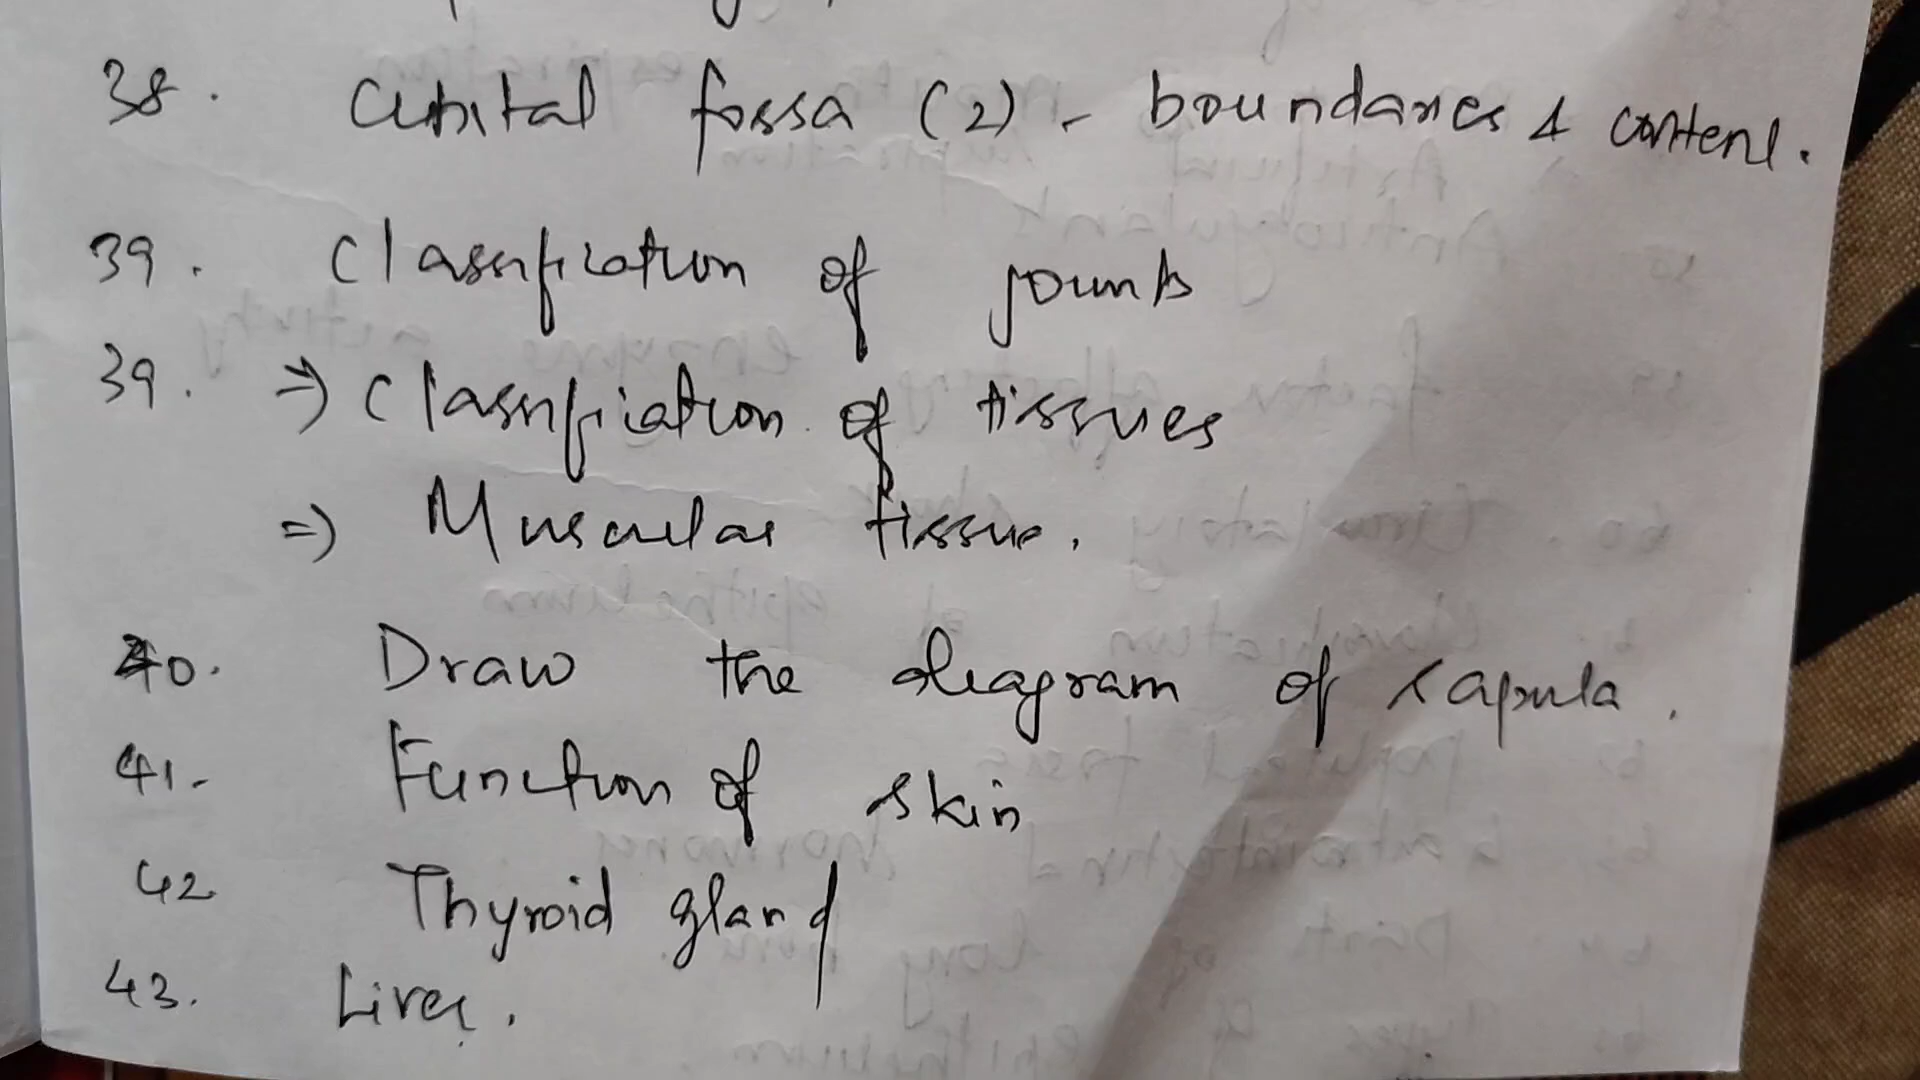 38. Cubital fossa (2) - boundaries & content.
39. Classification of joints
39. => Classification of tissues
=) Muscular tissue.
40. Draw the diagram of scapula.
41- Function of skin
42 Thyroid gland
43. Liver.